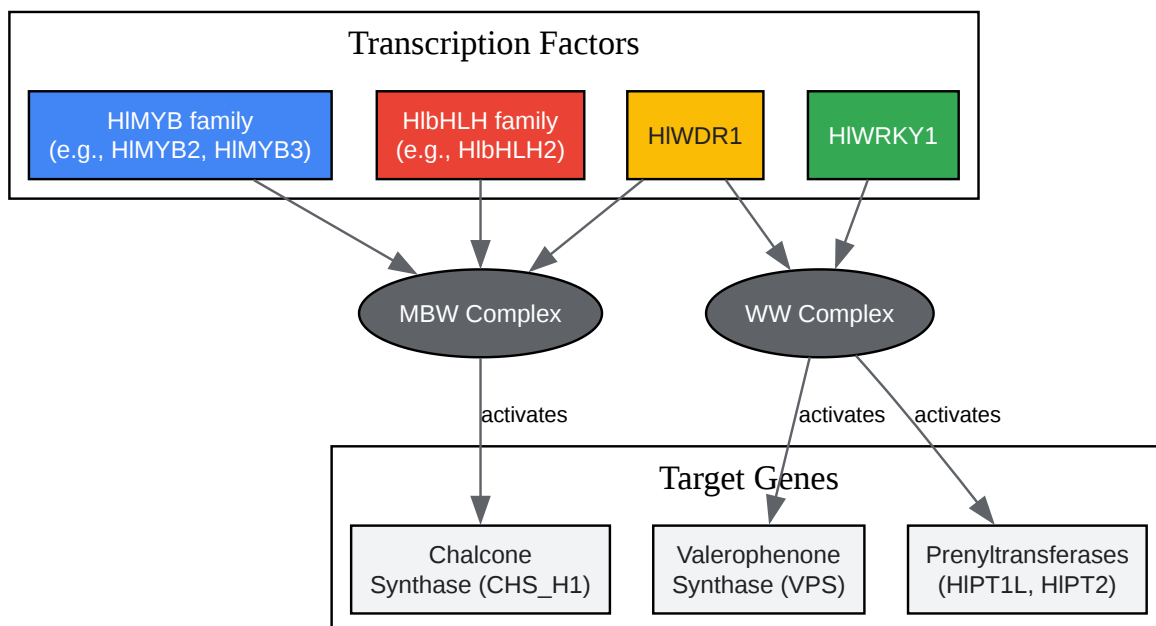 Transcription Factors
HlMYB family
(e.g., HlMYB2, HlMYB3)
HlbHLH family
(e.g., HlbHLH2)
HlWDR1
HlWRKY1
MBW Complex
WW Complex
activates
activates
activates
Target Genes
Chalcone
Synthase (CHS_H1)
Valerophenone
Synthase (VPS)
Prenyltransferases
(HlPT1L, HlPT2)